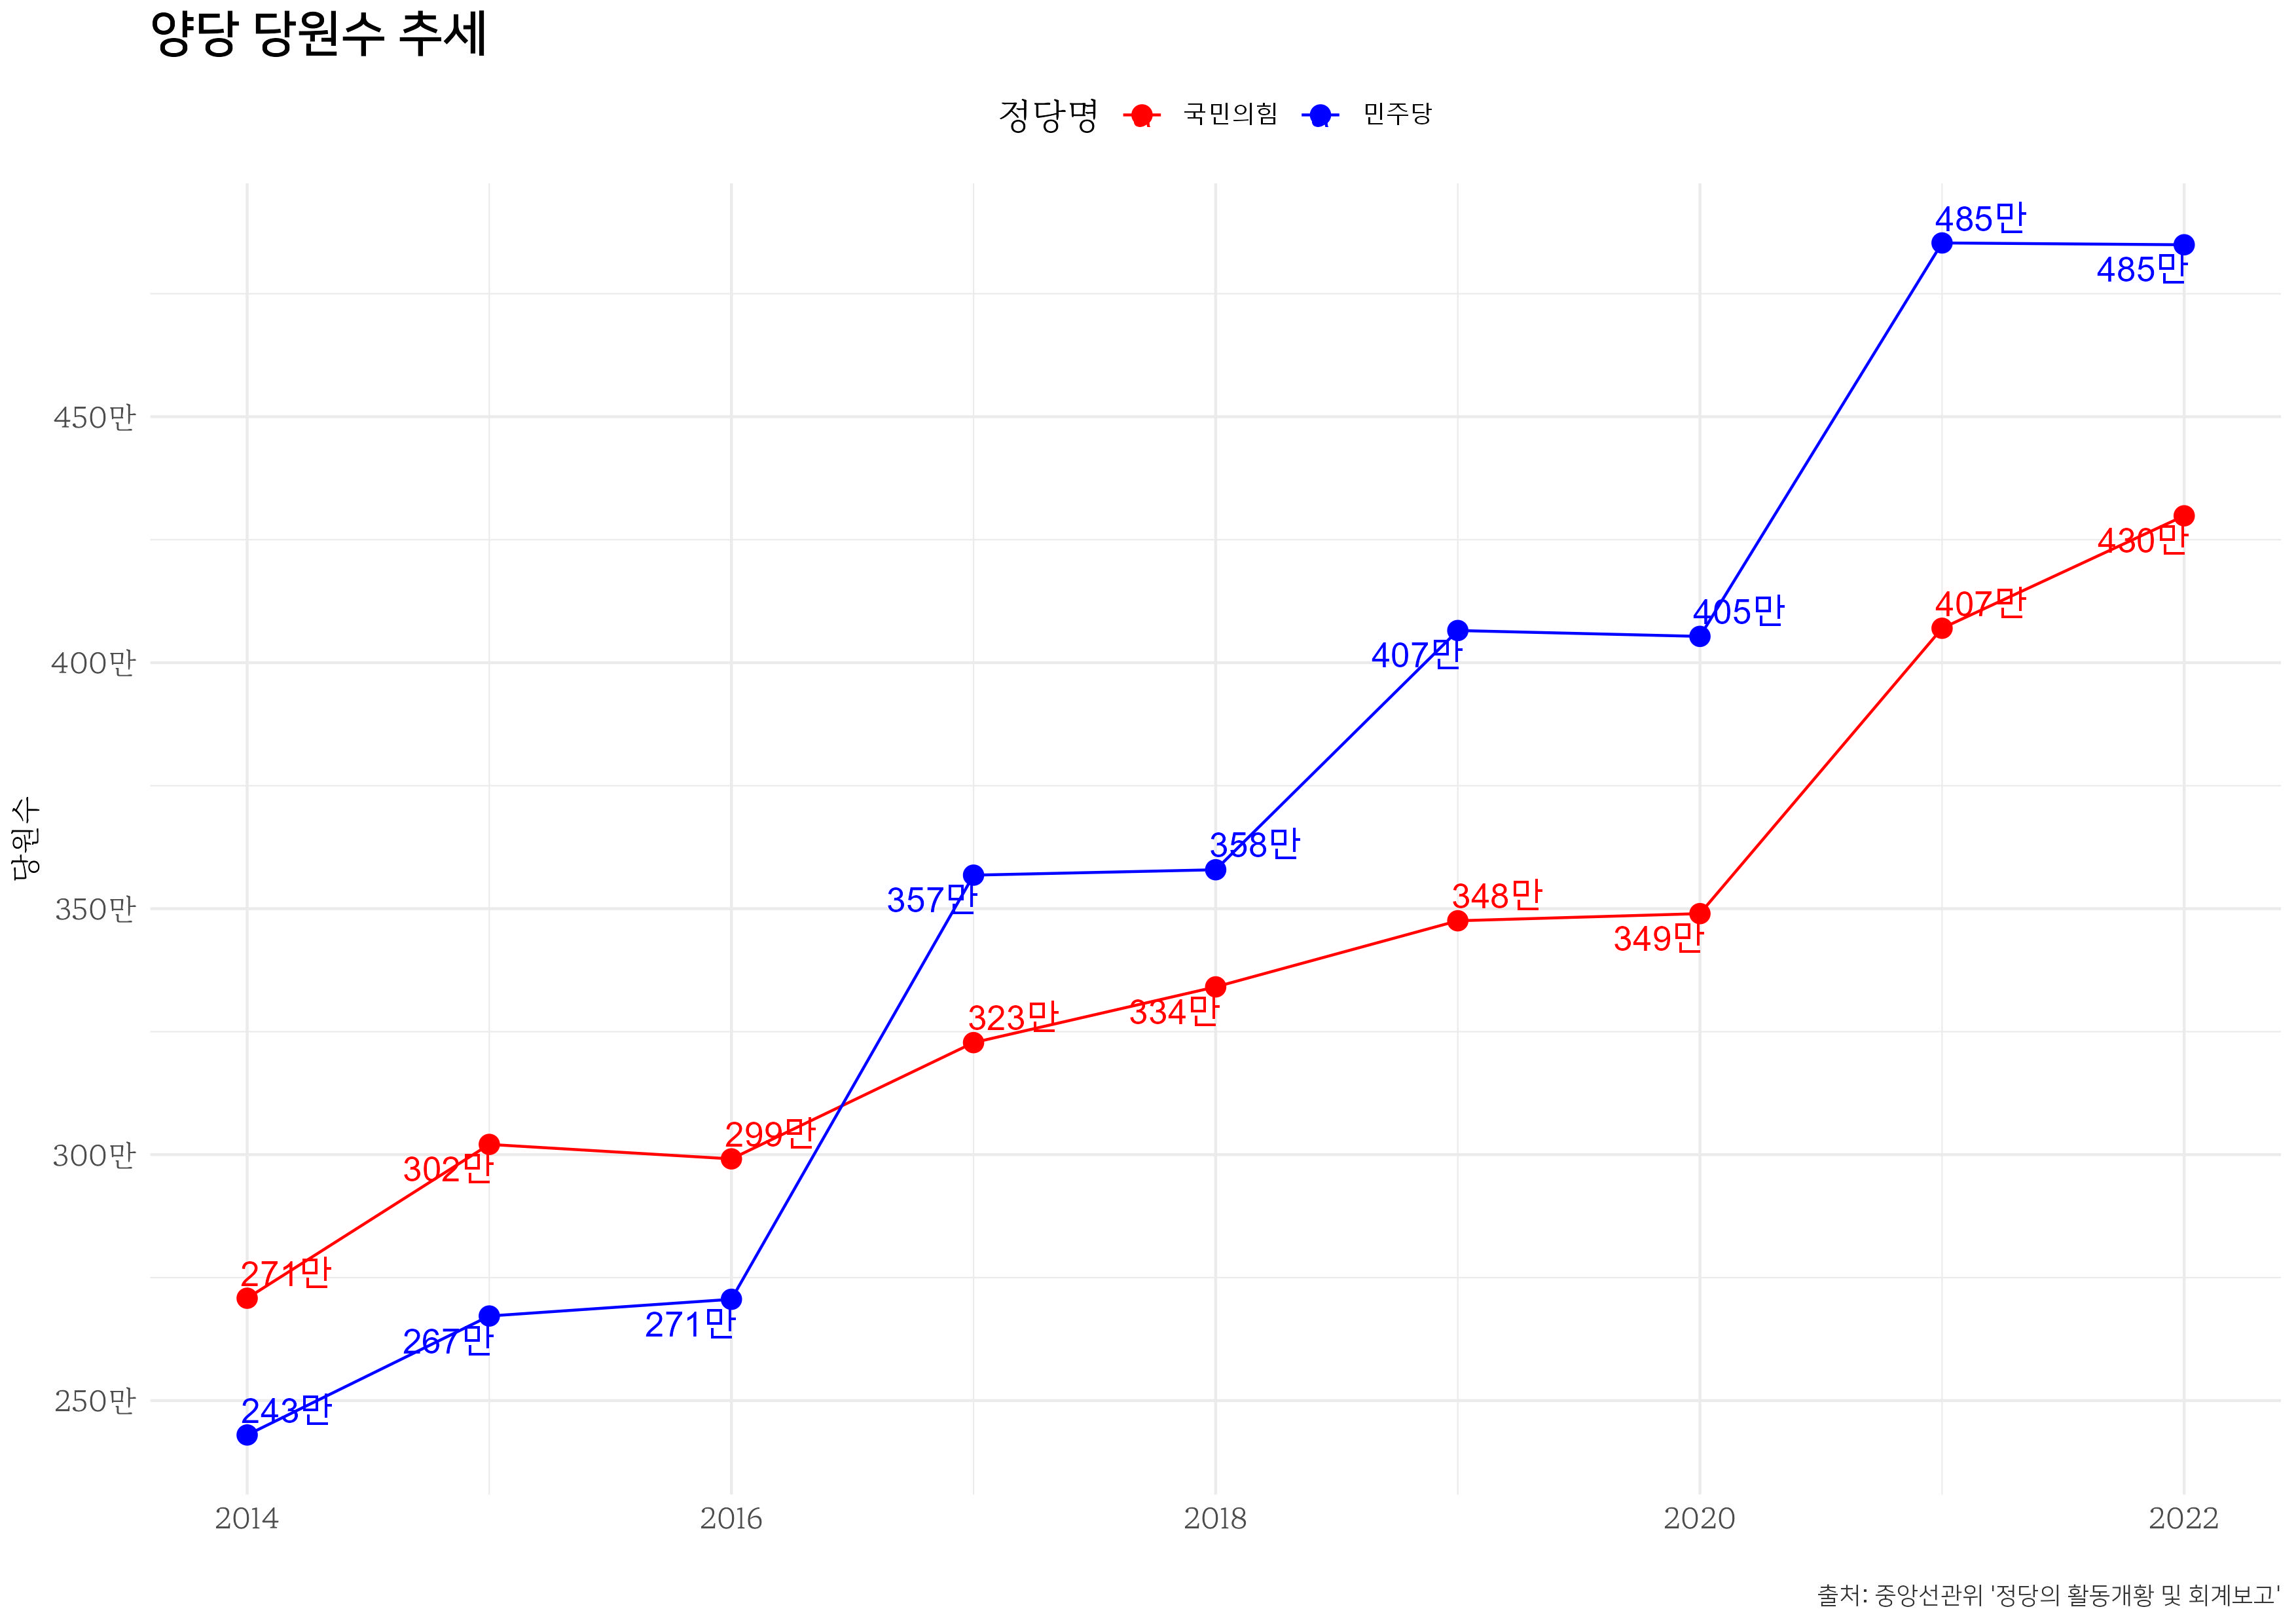 양당 당원수 추세
정당명 국민의힘 민주당
485만
485만
450만
430만
405만
407만
407만
400만
358만
357만
348만
349만
350만
당원수
323만
334만
299만
302만
300만
271만
267만
271만
243만
250만
2014 2016 2018 2020 2022
출처: 중앙선관위 '정당의 활동개황 및 회계보고'